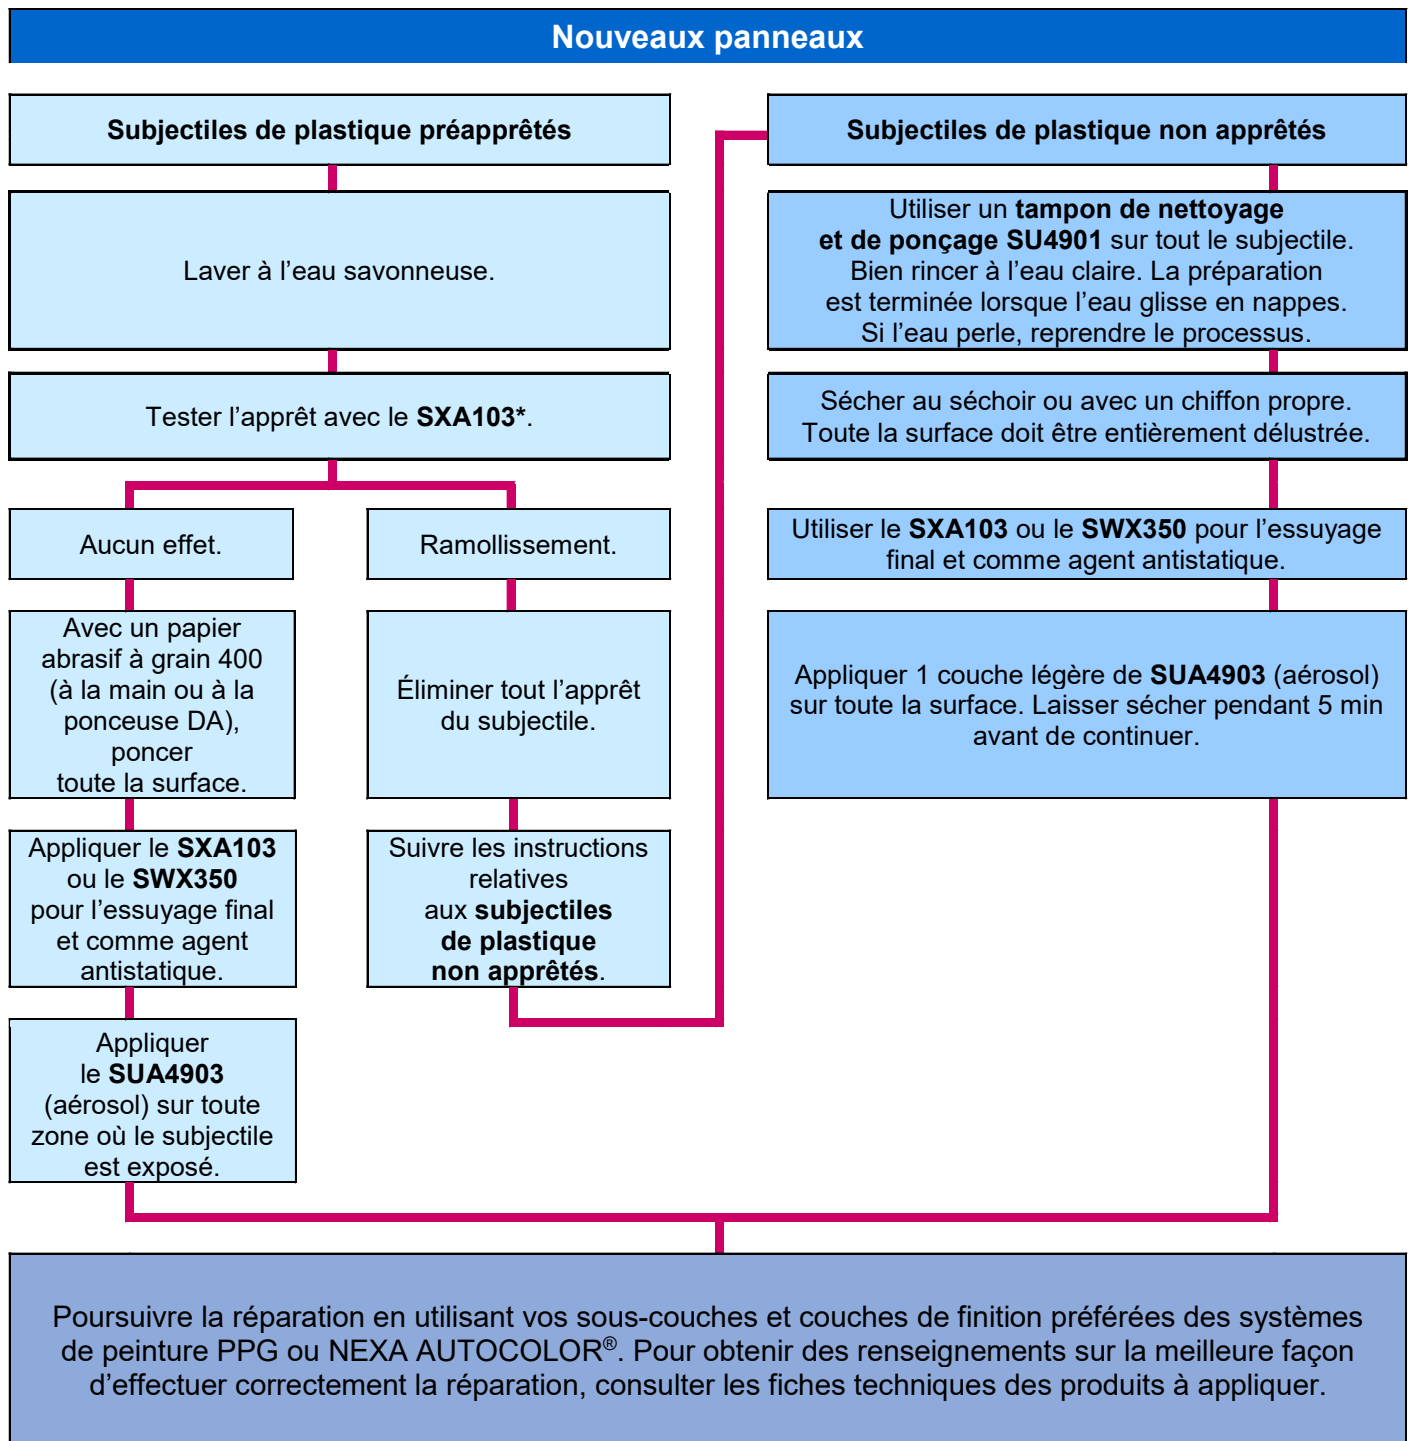 Nouveaux panneaux
Subjectiles de plastique préapprêtés
Laver à l’eau savonneuse.
Tester l’apprêt avec le SXA103*.
Aucun effet.
Avec un papier
abrasif à grain 400
(à la main ou à la
ponceuse DA),
poncer
toute la surface.
Appliquer le SXA103
ou le SWX350
pour l’essuyage final
et comme agent
antistatique.
Appliquer
le SUA4903
(aérosol) sur toute
zone où le subjectile
est exposé.
Ramollissement.
Éliminer tout l’apprêt
du subjectile.
Suivre les instructions
relatives
aux subjectiles
de plastique
non apprêtés.
Subjectiles de plastique non apprêtés
Utiliser un tampon de nettoyage
et de ponçage SU4901 sur tout le subjectile.
Bien rincer à l’eau claire. La préparation
est terminée lorsque l’eau glisse en nappes.
Si l’eau perle, reprendre le processus.
Sécher au séchoir ou avec un chiffon propre.
Toute la surface doit être entièrement délustrée.
Utiliser le SXA103 ou le SWX350 pour l’essuyage
final et comme agent antistatique.
Appliquer 1 couche légère de SUA4903 (aérosol)
sur toute la surface. Laisser sécher pendant 5 min
avant de continuer.
Poursuivre la réparation en utilisant vos sous-couches et couches de finition préférées des systèmes
de peinture PPG ou NEXA AUTOCOLOR®. Pour obtenir des renseignements sur la meilleure façon
d’effectuer correctement la réparation, consulter les fiches techniques des produits à appliquer.